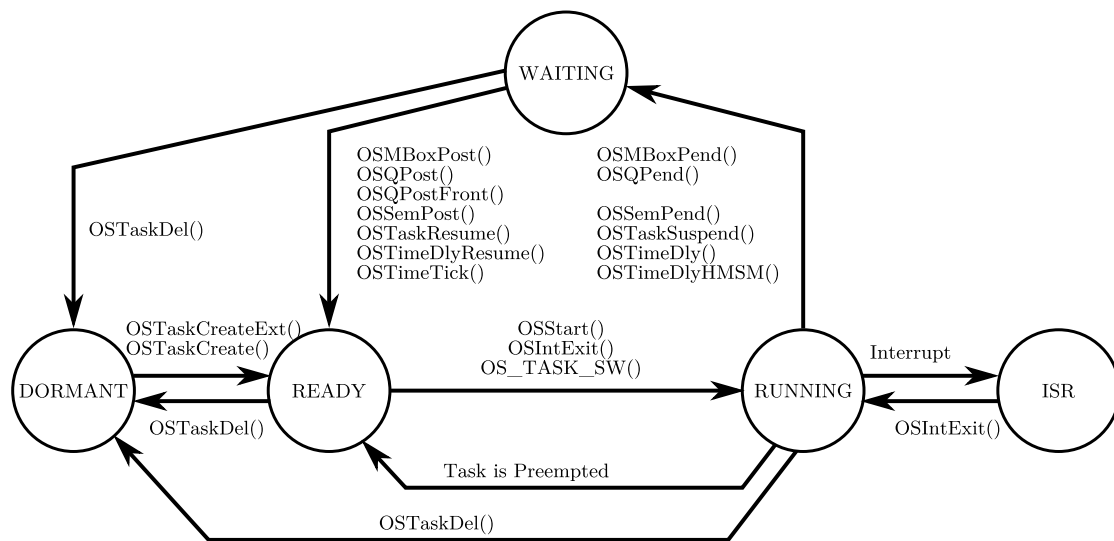 WAITING
OSMBoxPost()
OSQPost()
OSQPostFront()
OSSemPost()
OSTaskResume()
OSTimeDlyResume()
OSTimeTick()
OSMBoxPend()
OSQPend()
OSSemPend()
OSTaskSuspend()
OSTimeDly()
OSTimeDlyHMSM()
OSTaskDel()
OSTaskCreateExt()
OSTaskCreate()
OSStart()
OSIntExit()
OS_TASK_SW()
Interrupt
DORMANT
READY
RUNNING
ISR
OSTaskDel()
OSIntExit()
Task is Preempted
OSTaskDel()